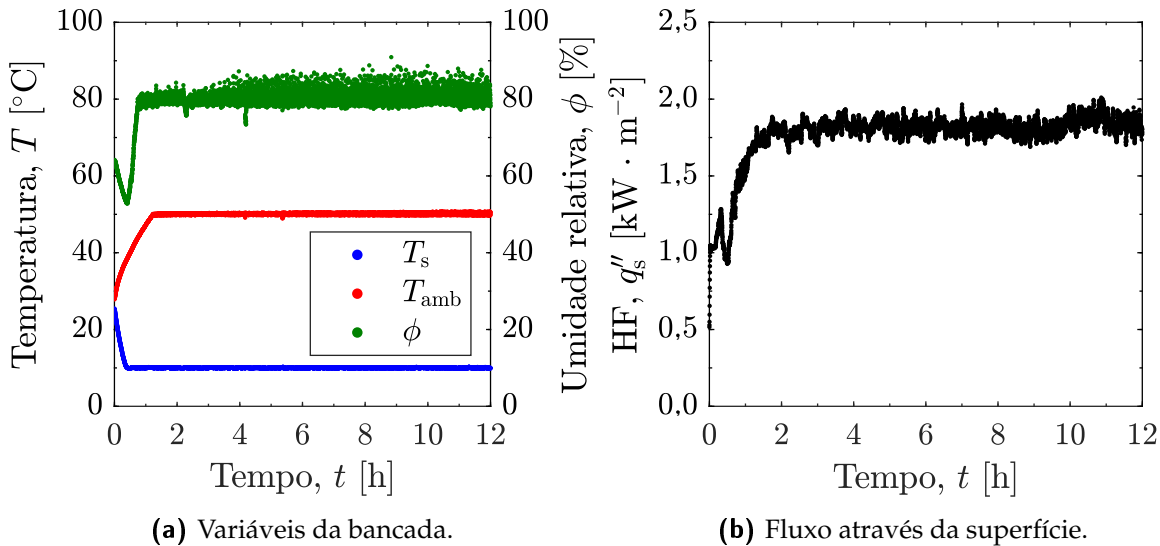 100
80
60
40
20
0
Temperatura, T [°C]
100
80
60
40
20
0
Umidade relativa, ϕ [%]
T_s
T_amb
ϕ
0 2 4 6 8 10 12
Tempo, t [h]
(a) Variáveis da bancada.
2,5
2,0
1,5
1,0
0,5
0,0
HF, q″_s [kW · m⁻²]
0 2 4 6 8 10 12
Tempo, t [h]
(b) Fluxo através da superfície.